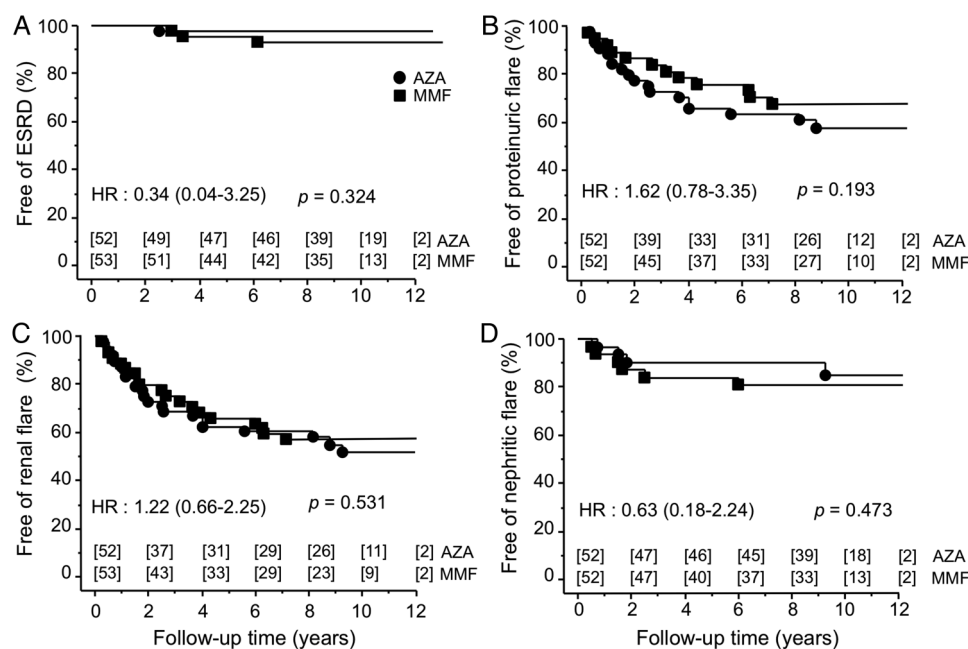 A
Free of ESRD (%)
100
80
60
40
20
0
AZA
MMF
HR : 0.34 (0.04-3.25) p = 0.324
[52] [49] [47] [46] [39] [19] [2] AZA
[53] [51] [44] [42] [35] [13] [2] MMF
0 2 4 6 8 10 12
B
Free of proteinuric flare (%)
100
80
60
40
20
0
HR : 1.62 (0.78-3.35) p = 0.193
[52] [39] [33] [31] [26] [12] [2] AZA
[52] [45] [37] [33] [27] [10] [2] MMF
0 2 4 6 8 10 12
C
Free of renal flare (%)
100
80
60
40
20
0
HR : 1.22 (0.66-2.25) p = 0.531
[52] [37] [31] [29] [26] [11] [2] AZA
[53] [43] [33] [29] [23] [9] [2] MMF
0 2 4 6 8 10 12
Follow-up time (years)
D
Free of nephritic flare (%)
100
80
60
40
20
0
HR : 0.63 (0.18-2.24) p = 0.473
[52] [47] [46] [45] [39] [18] [2] AZA
[52] [47] [40] [37] [33] [13] [2] MMF
0 2 4 6 8 10 12
Follow-up time (years)